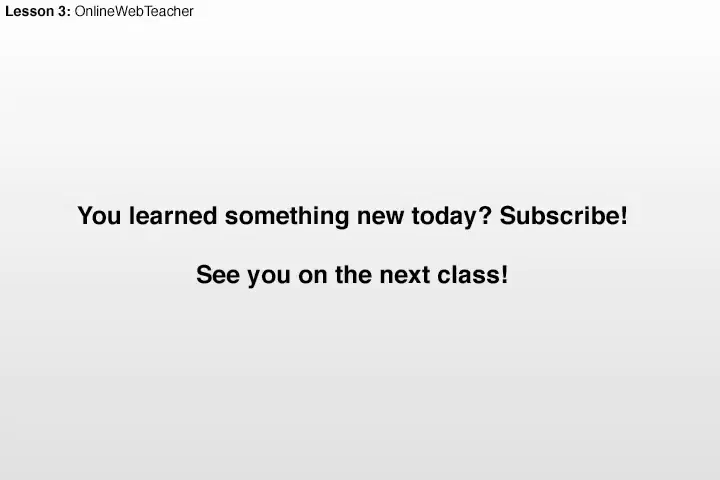 Lesson 3: OnlineWebTeacher
You learned something new today? Subscribe!
See you on the next class!